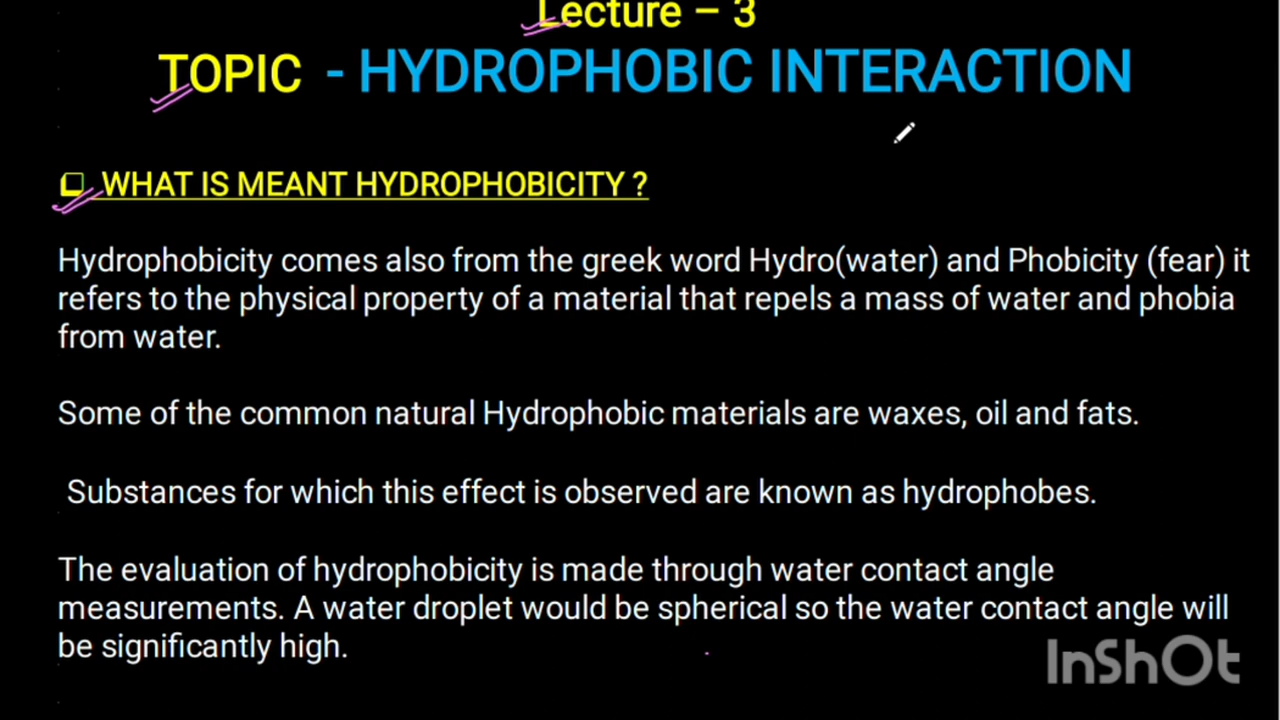 Lecture – 3
TOPIC - HYDROPHOBIC INTERACTION
WHAT IS MEANT HYDROPHOBICITY ?
Hydrophobicity comes also from the greek word Hydro(water) and Phobicity (fear) it
refers to the physical property of a material that repels a mass of water and phobia
from water.
Some of the common natural Hydrophobic materials are waxes, oil and fats.
Substances for which this effect is observed are known as hydrophobes.
The evaluation of hydrophobicity is made through water contact angle
measurements. A water droplet would be spherical so the water contact angle will
be significantly high.
InShOt